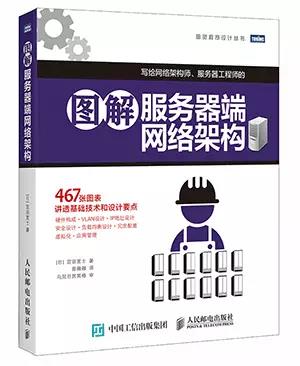 图灵程序设计丛书
TURING
写给网络架构师、服务器工程师的
图解 服务器端
网络架构
467张图表
讲透基础技术和设计要点
硬件构成·VLAN设计·IP地址设计
安全设计·负载均衡设计·冗余配置
虚拟化·运用管理
[日] 宫田宽士 著
曾薇薇 译
中国工信出版集团
人民邮电出版社
POSTS & TELECOM PRESS
图解
服务器端网络架构
[日] 宫田宽士 著
人民邮电出版社